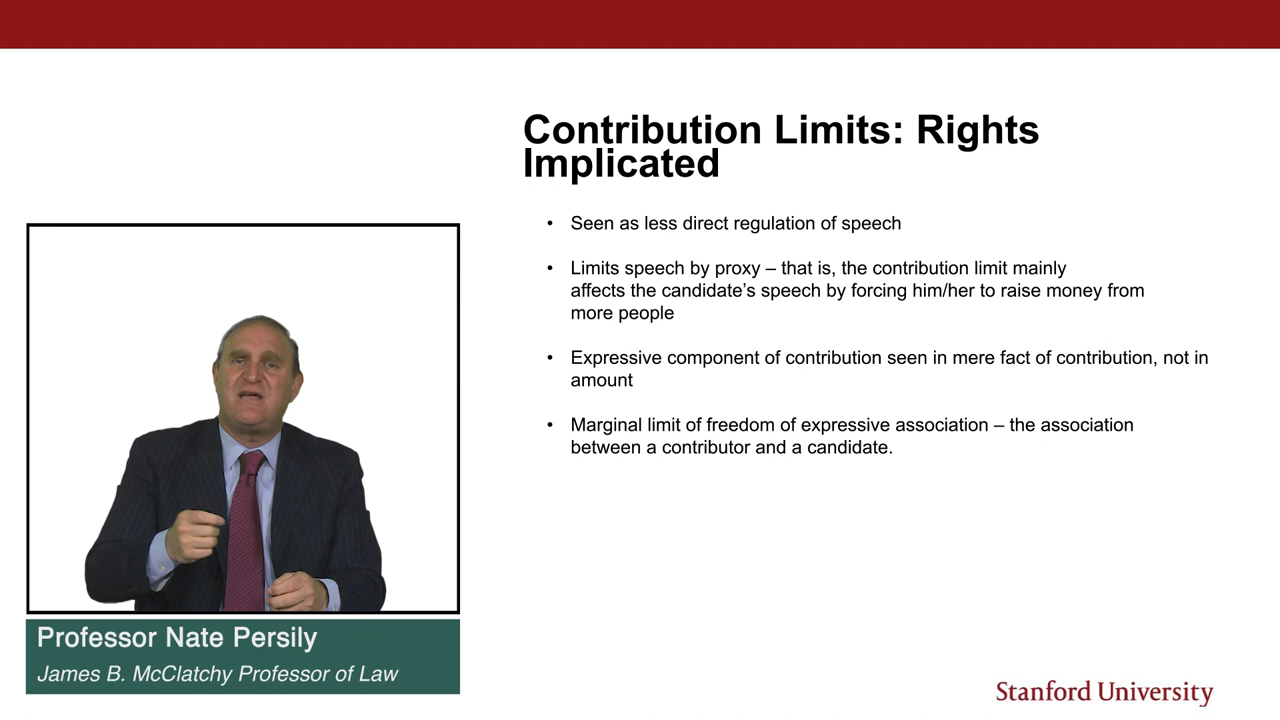 Contribution Limits: Rights
Implicated
• Seen as less direct regulation of speech
• Limits speech by proxy – that is, the contribution limit mainly
affects the candidate’s speech by forcing him/her to raise money from
more people
• Expressive component of contribution seen in mere fact of contribution, not in
amount
• Marginal limit of freedom of expressive association – the association
between a contributor and a candidate.
Professor Nate Persily
James B. McClatchy Professor of Law
Stanford University